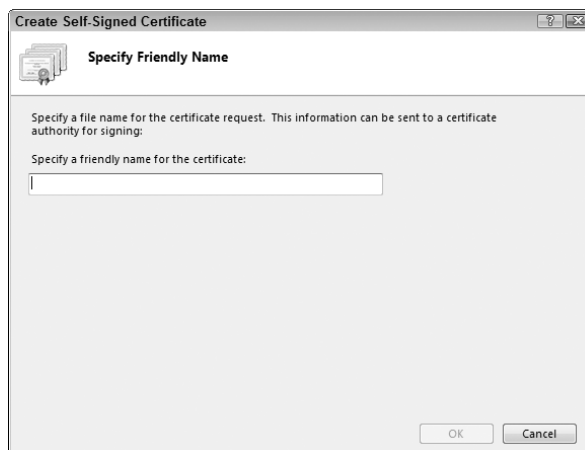 Create Self-Signed Certificate
Specify Friendly Name
Specify a file name for the certificate request. This information can be sent to a certificate
authority for signing:
Specify a friendly name for the certificate:
OK Cancel